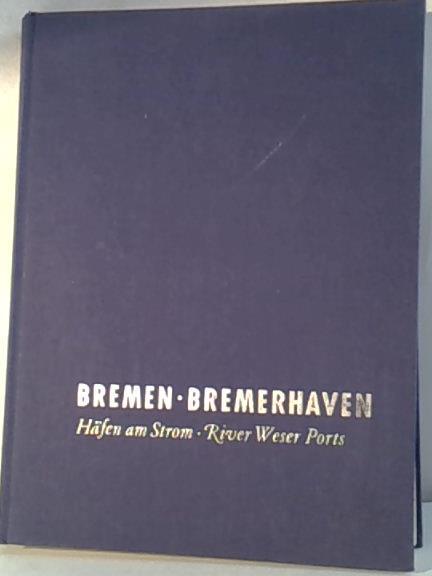 BREMEN · BREMERHAVEN
Häfen am Strom · River Weser Ports